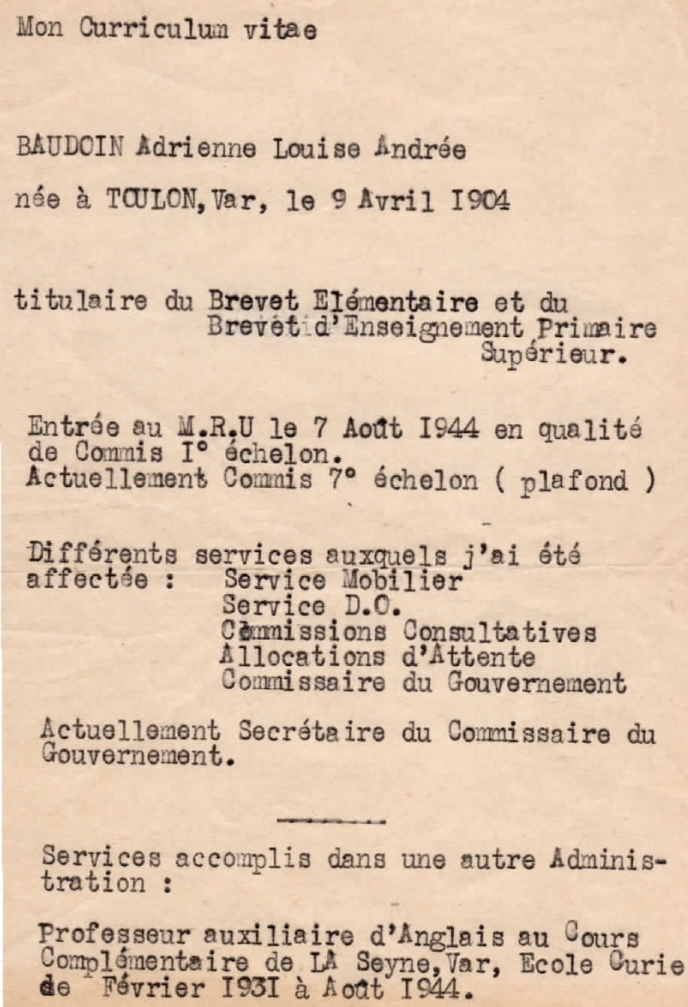 Mon Curriculum vitae
BAUDOIN Adrienne Louise Andrée
née à TOULON,Var, le 9 Avril I904
titulaire du Brevet Elémentaire et du
Brevet d'Enseignement Primaire
Supérieur.
Entrée au M.R.U le 7 Août I944 en qualité
de Commis I° échelon.
Actuellement Commis 7° échelon ( plafond )
Différents services auxquels j'ai été
affectée : Service Mobilier
Service D.O.
Commissions Consultatives
Allocations d'Attente
Commissaire du Gouvernement
Actuellement Secrétaire du Commissaire du
Gouvernement.
Services accomplis dans une autre Adminis-
tration :
Professeur auxiliaire d'Anglais au Cours
Complémentaire de LA Seyne,Var, Ecole Curie
de Février I93I à Août I944.